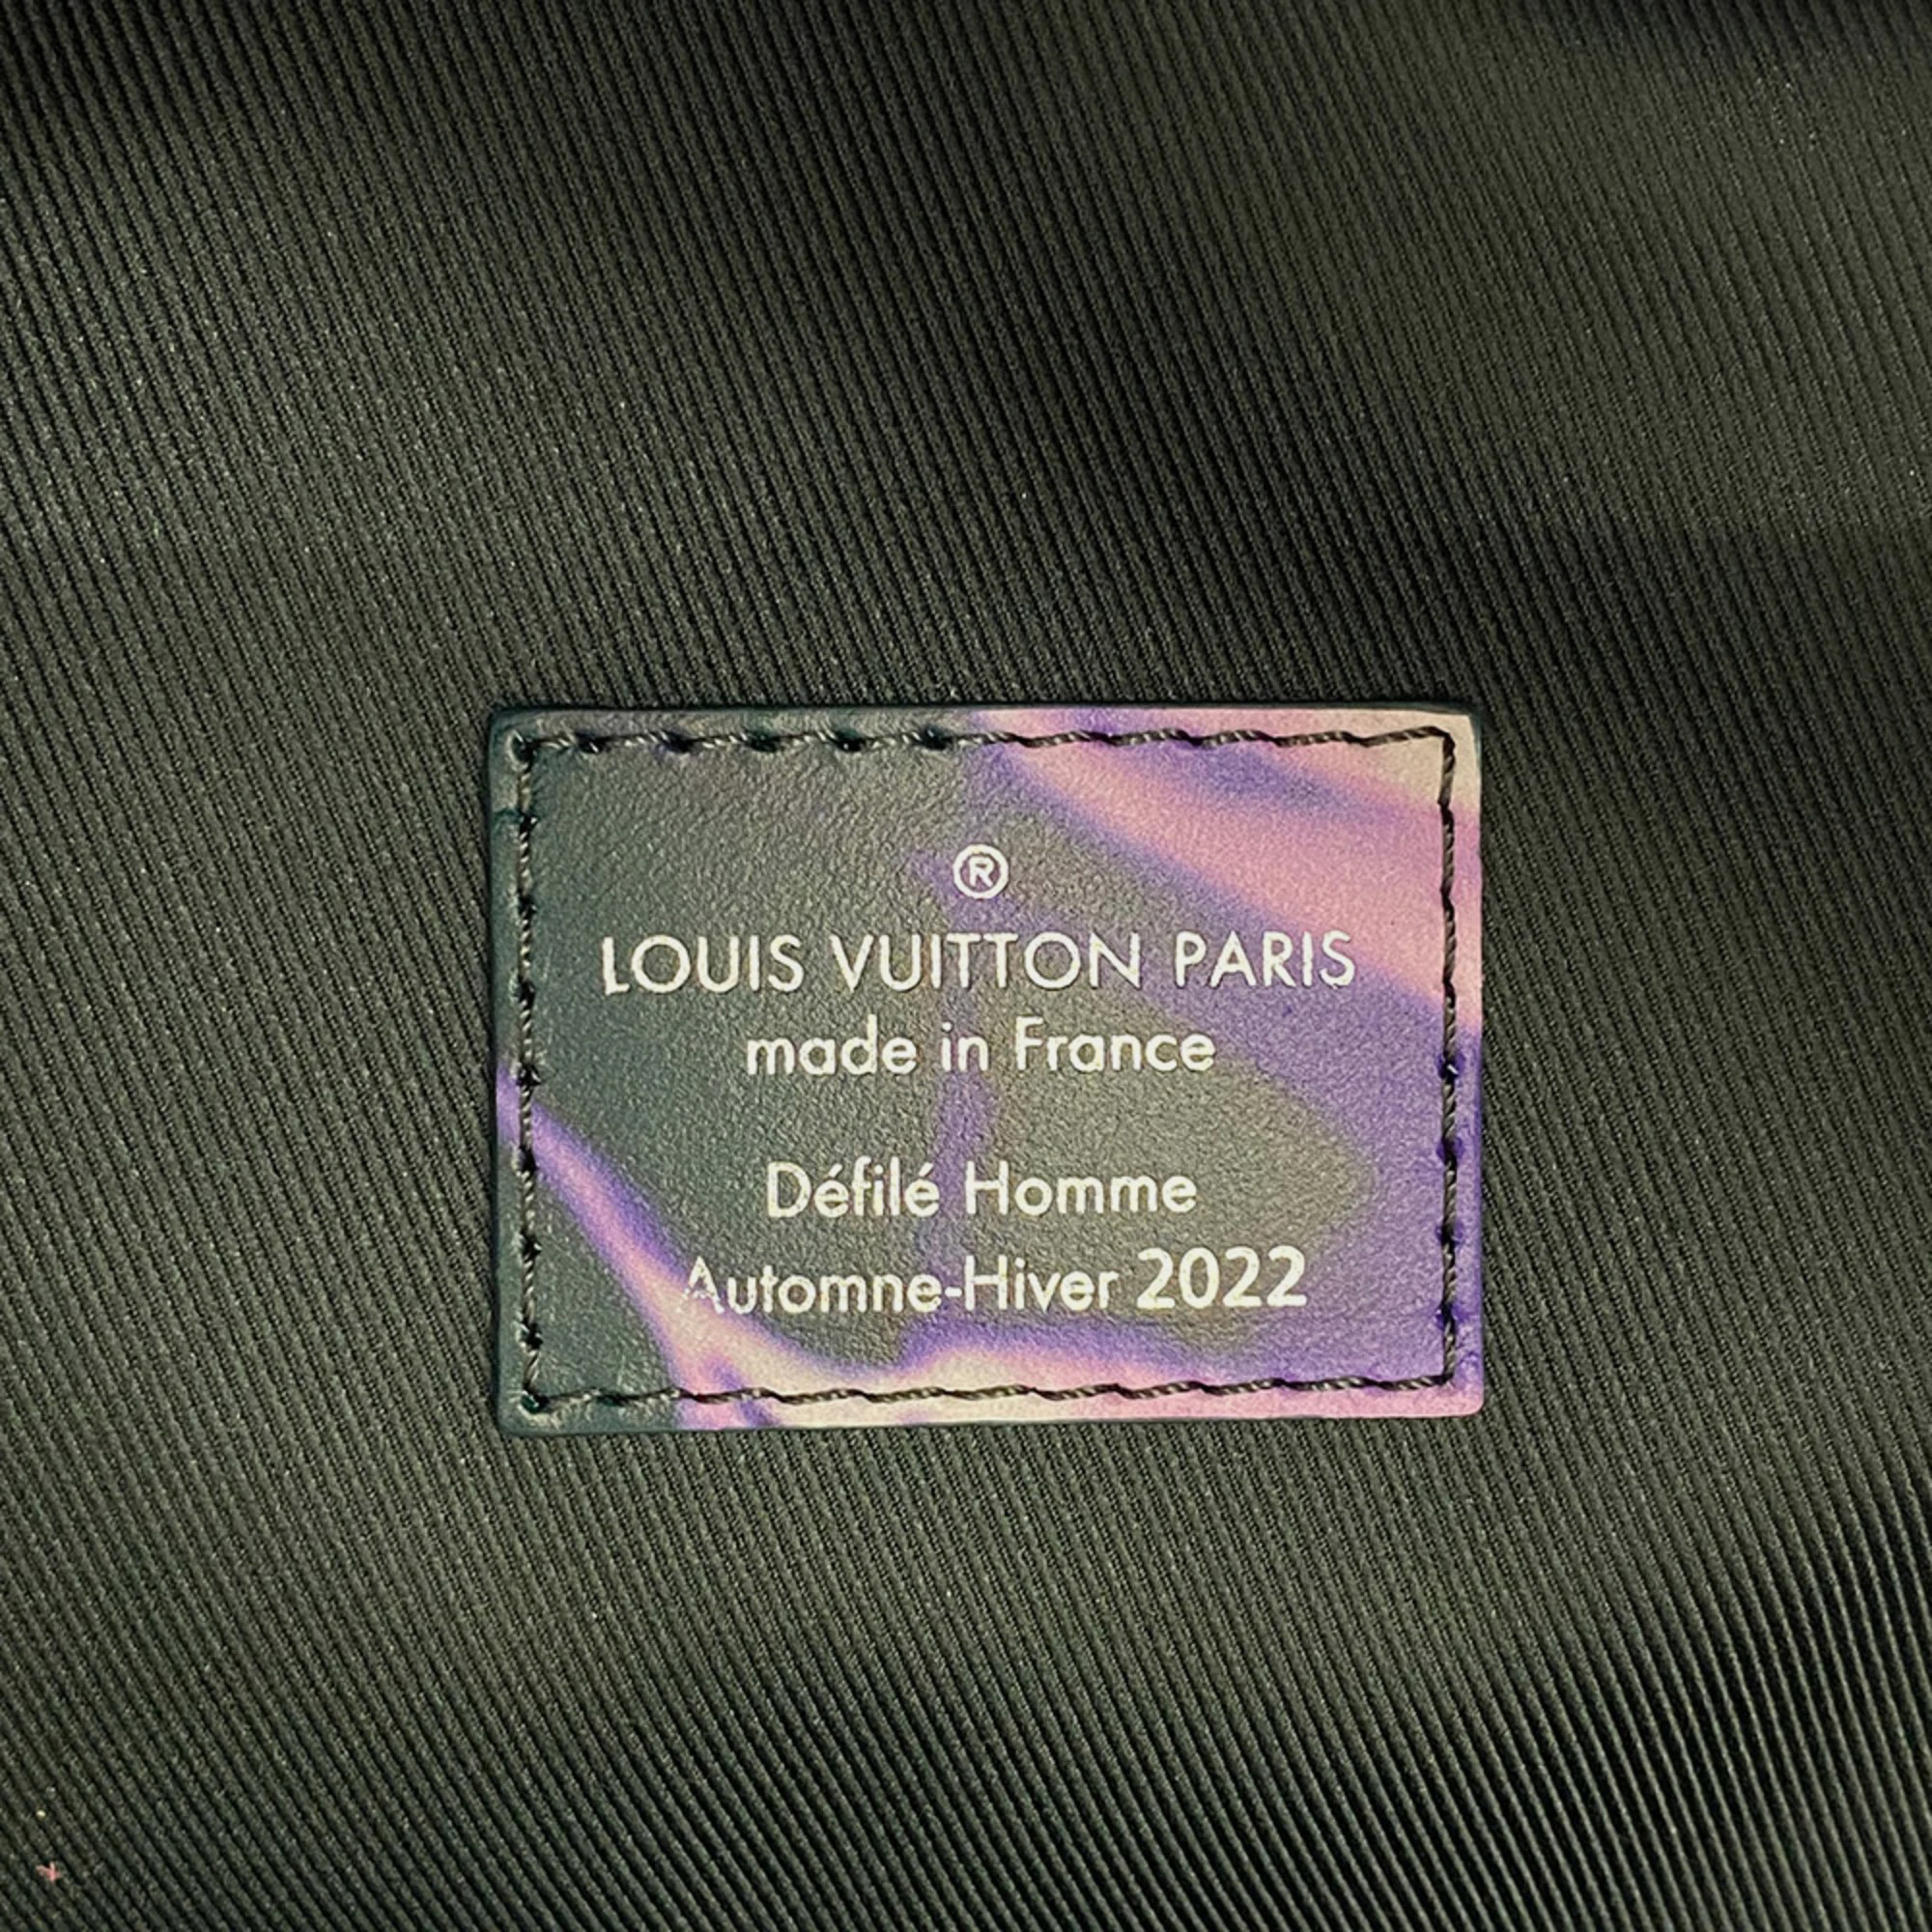 ®
LOUIS VUITTON PARIS
made in France
Défilé Homme
Automne-Hiver 2022